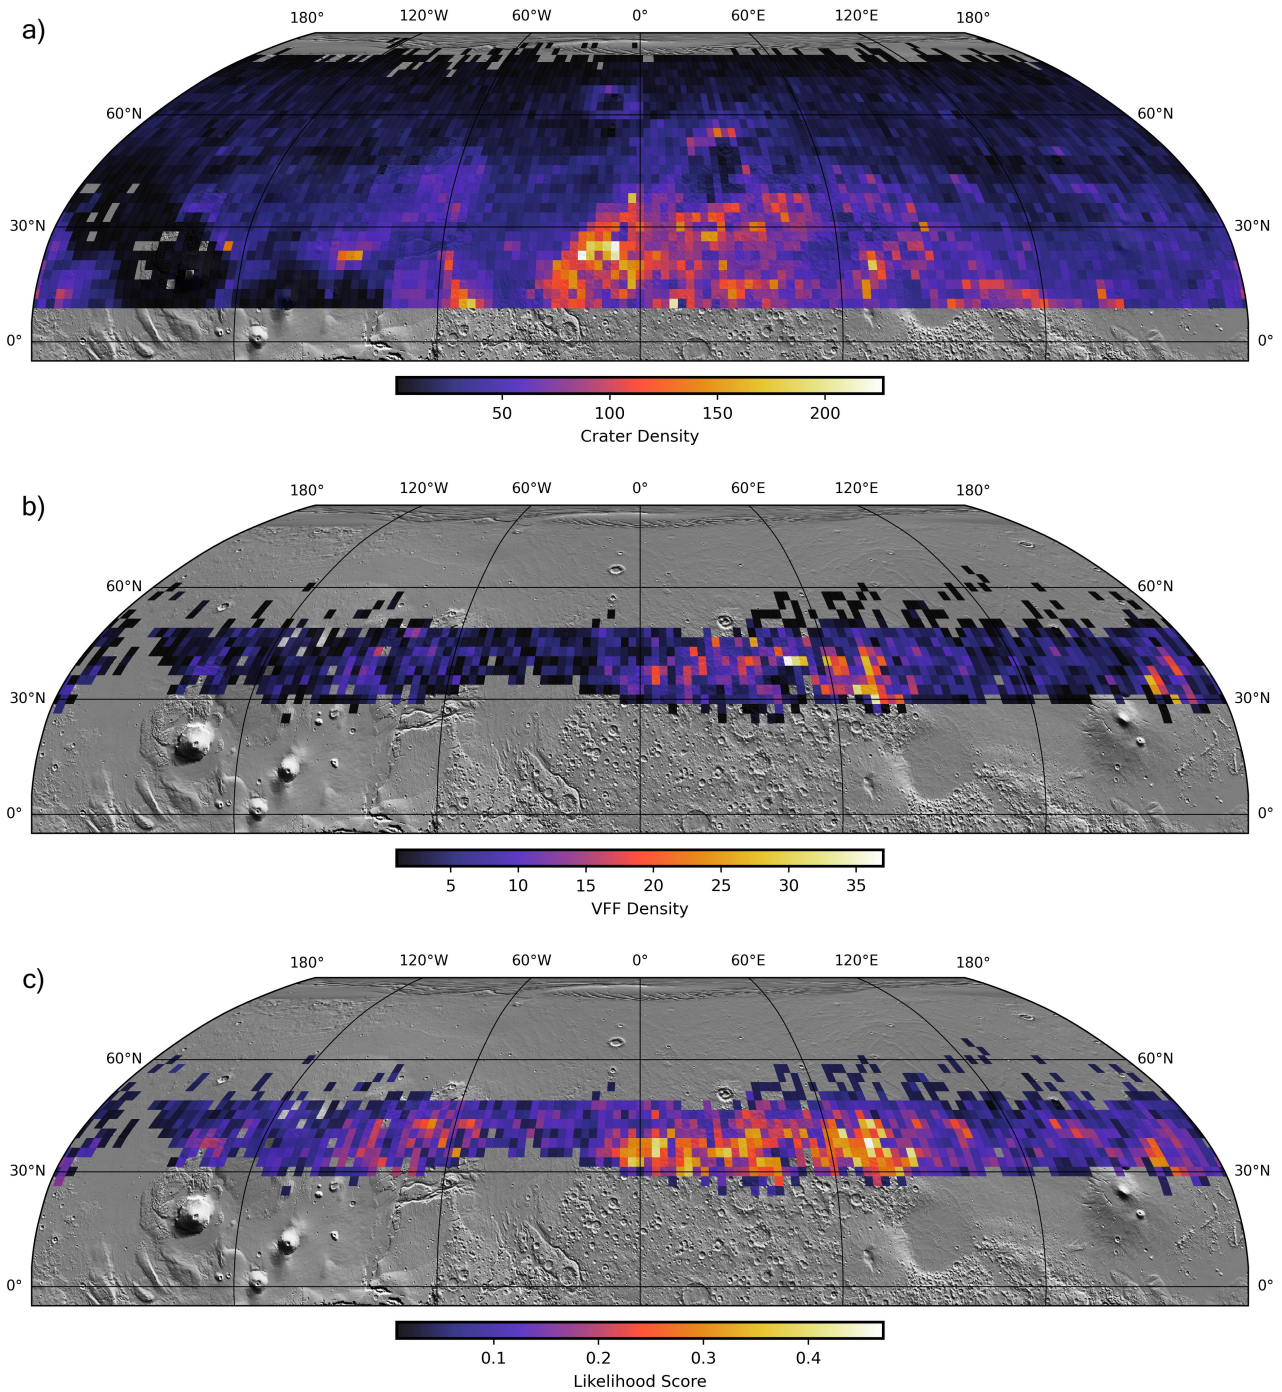 a)
180° 120°W 60°W 0° 60°E 120°E 180°
60°N 60°N
30°N 30°N
0° 0°
50 100 150 200
Crater Density
b)
180° 120°W 60°W 0° 60°E 120°E 180°
60°N 60°N
30°N 30°N
0° 0°
5 10 15 20 25 30 35
VFF Density
c)
180° 120°W 60°W 0° 60°E 120°E 180°
60°N 60°N
30°N 30°N
0° 0°
0.1 0.2 0.3 0.4
Likelihood Score